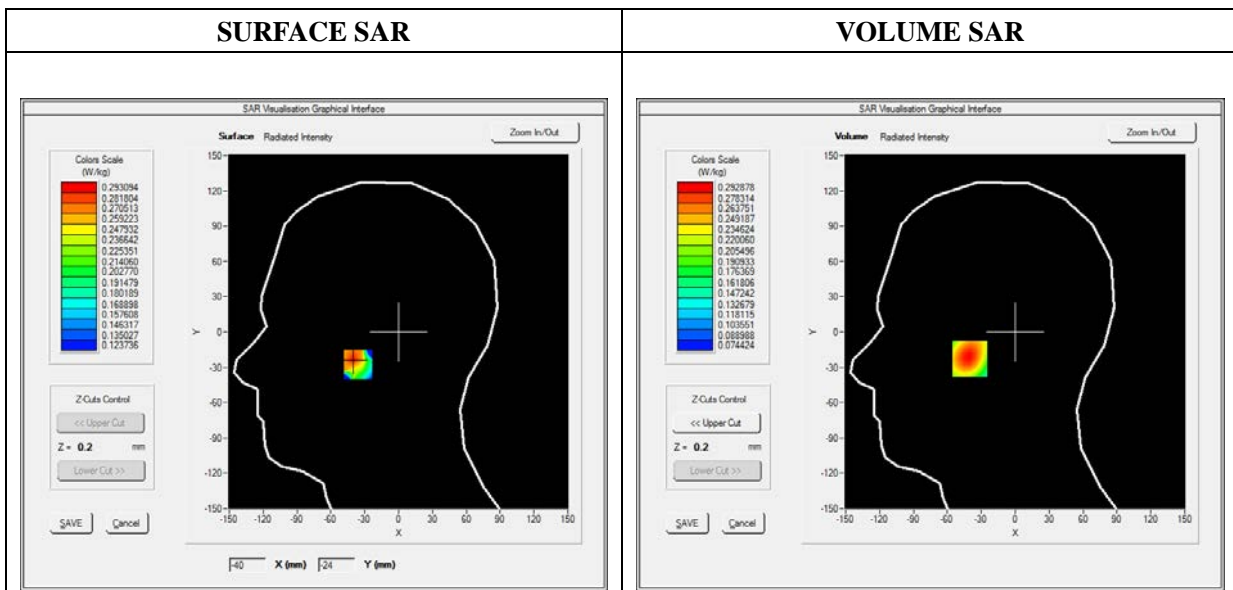 SURFACE SAR
VOLUME SAR
SAR Visualisation Graphical Interface
Surface Radiated Intensity
Zoom In/Out
Colors Scale
(W/kg)
0.293094
0.281804
0.270513
0.259223
0.247932
0.236642
0.225351
0.214060
0.202770
0.191479
0.180189
0.168898
0.157608
0.146317
0.135027
0.123736
150
120
90
60
30
0
-30
-60
-90
-120
-150
Y
-150 -120 -90 -60 -30 0 30 60 90 120 150
X
Z-Cuts Control
<< Upper Cut
Z = 0.2 mm
Lower Cut >>
SAVE Cancel
-40 X (mm) -24 Y (mm)
SAR Visualisation Graphical Interface
Volume Radiated Intensity
Zoom In/Out
Colors Scale
(W/kg)
0.292878
0.278314
0.263751
0.249187
0.234624
0.220060
0.205496
0.190933
0.176369
0.161806
0.147242
0.132679
0.118115
0.103551
0.088988
0.074424
150
120
90
60
30
0
-30
-60
-90
-120
-150
Y
-150 -120 -90 -60 -30 0 30 60 90 120 150
X
Z-Cuts Control
<< Upper Cut
Z = 0.2 mm
Lower Cut >>
SAVE Cancel